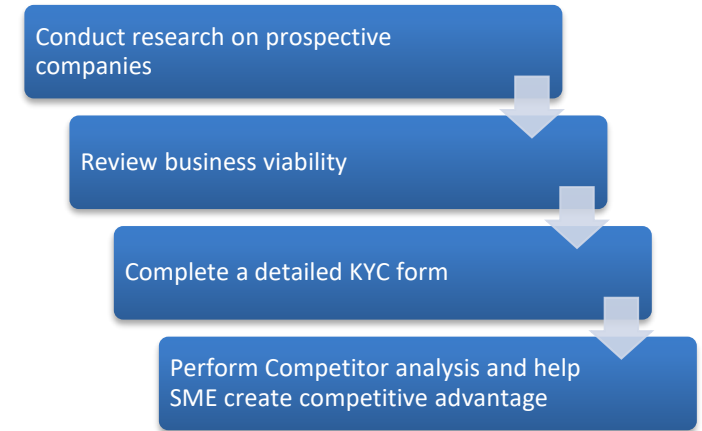 Conduct research on prospective
companies
Review business viability
Complete a detailed KYC form
Perform Competitor analysis and help
SME create competitive advantage